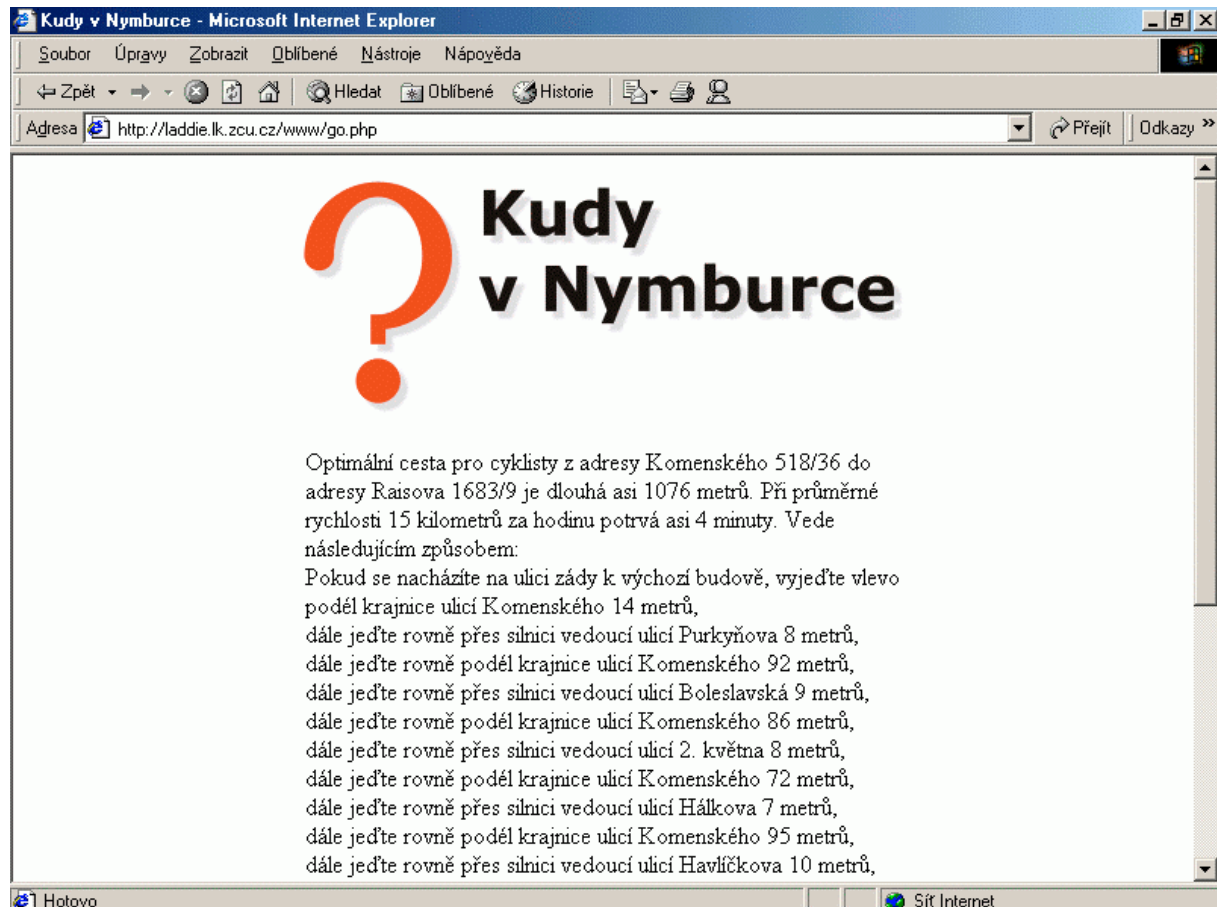 Kudy v Nymburce - Microsoft Internet Explorer
Soubor Úpravy Zobrazit Oblíbené Nástroje Nápověda
Zpět Hledat Oblíbené Historie
Adresa http://laddie.lk.zcu.cz/www/go.php Přejít Odkazy »
? Kudy
v Nymburce
Optimální cesta pro cyklisty z adresy Komenského 518/36 do
adresy Raisova 1683/9 je dlouhá asi 1076 metrů. Při průměrné
rychlosti 15 kilometrů za hodinu potrvá asi 4 minuty. Vede
následujícím způsobem:
Pokud se nacházíte na ulici zády k výchozí budově, vyjeďte vlevo
podél krajnice ulicí Komenského 14 metrů,
dále jeďte rovně přes silnici vedoucí ulicí Purkyňova 8 metrů,
dále jeďte rovně podél krajnice ulicí Komenského 92 metrů,
dále jeďte rovně přes silnici vedoucí ulicí Boleslavská 9 metrů,
dále jeďte rovně podél krajnice ulicí Komenského 86 metrů,
dále jeďte rovně přes silnici vedoucí ulicí 2. května 8 metrů,
dále jeďte rovně podél krajnice ulicí Komenského 72 metrů,
dále jeďte rovně přes silnici vedoucí ulicí Hálkova 7 metrů,
dále jeďte rovně podél krajnice ulicí Komenského 95 metrů,
dále jeďte rovně přes silnici vedoucí ulicí Havlíčkova 10 metrů,
Hotovo Síť Internet